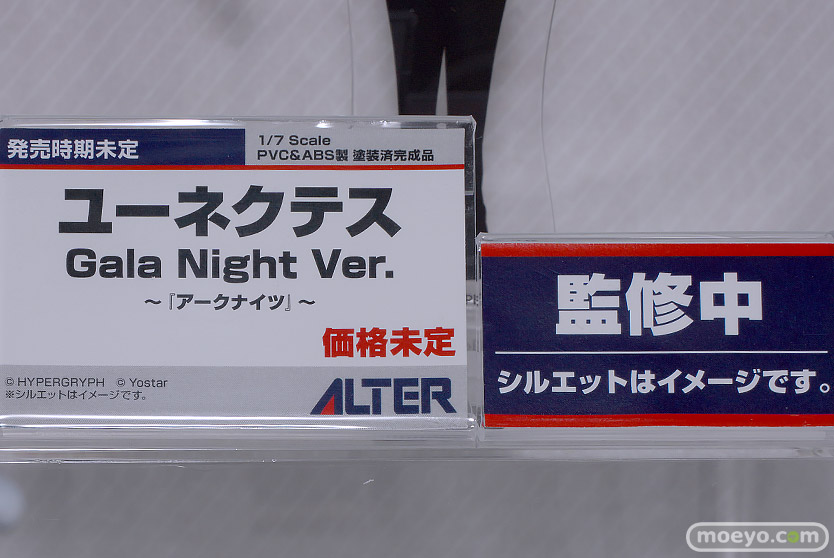 発売時期未定
1/7 Scale
PVC&ABS製 塗装済完成品
ユーネクテス
Gala Night Ver.
～『アークナイツ』～
価格未定
© HYPERGRYPH © Yostar
※シルエットはイメージです。
ALTER
監修中
シルエットはイメージです。
moeyo.com